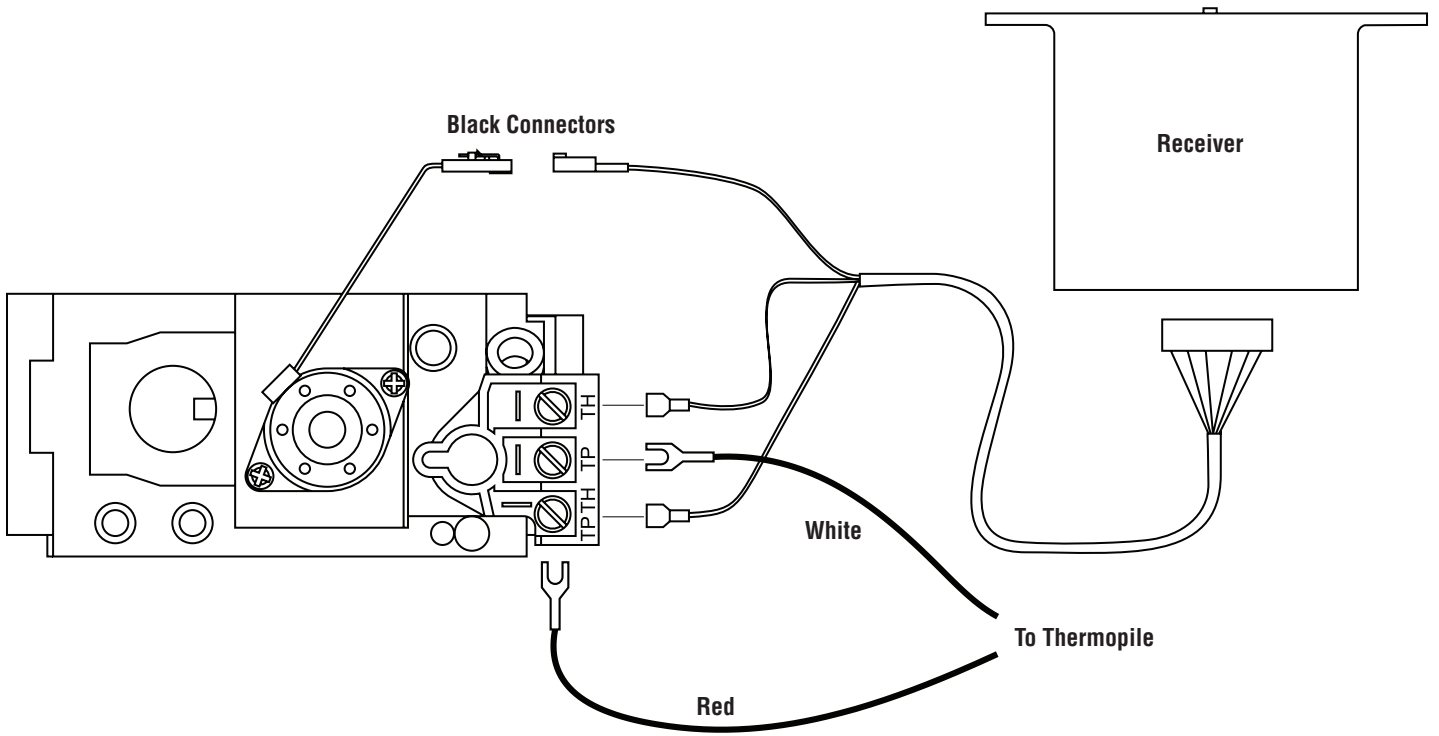 Black Connectors
Receiver
TH
TP
TPTH
White
To Thermopile
Red